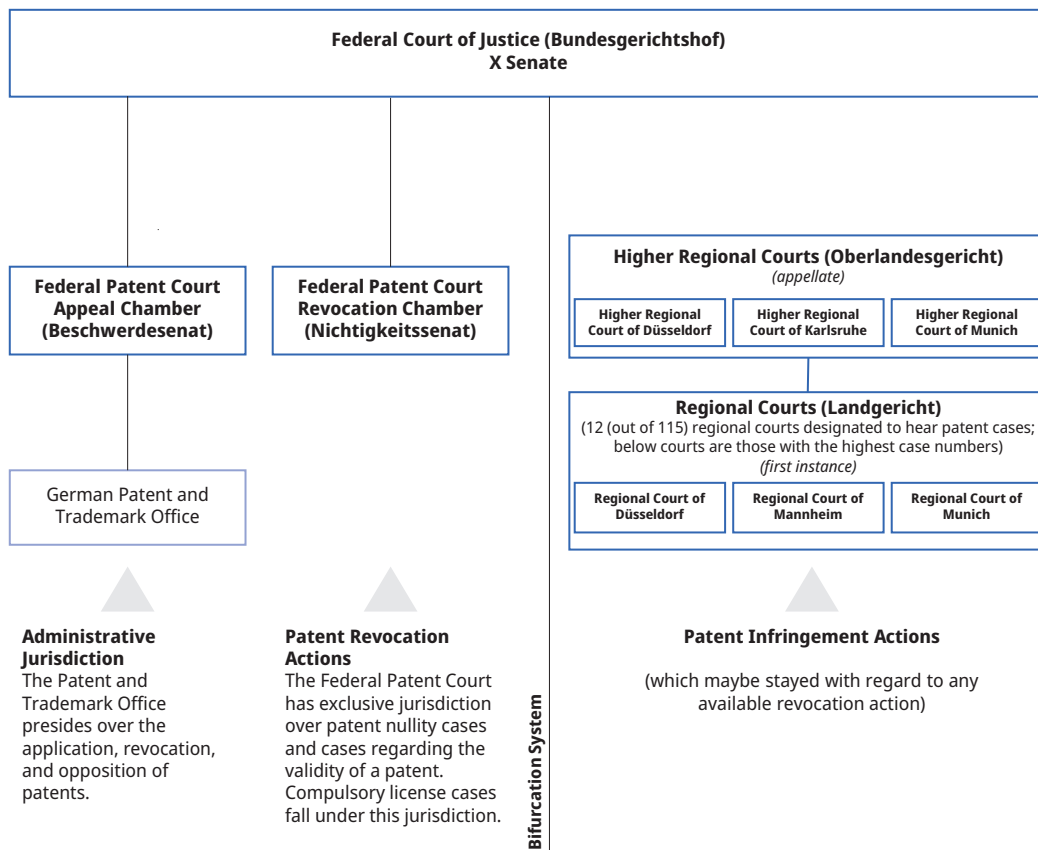 Federal Court of Justice (Bundesgerichtshof)
X Senate
Federal Patent Court
Appeal Chamber
(Beschwerdesenat)
Federal Patent Court
Revocation Chamber
(Nichtigkeitssenat)
Higher Regional Courts (Oberlandesgericht)
(appellate)
Higher Regional
Court of Düsseldorf
Higher Regional
Court of Karlsruhe
Higher Regional
Court of Munich
Regional Courts (Landgericht)
(12 (out of 115) regional courts designated to hear patent cases;
below courts are those with the highest case numbers)
(first instance)
Regional Court of
Düsseldorf
Regional Court of
Mannheim
Regional Court of
Munich
German Patent and
Trademark Office
Administrative
Jurisdiction
The Patent and
Trademark Office
presides over the
application, revocation,
and opposition of
patents.
Patent Revocation
Actions
The Federal Patent Court
has exclusive jurisdiction
over patent nullity cases
and cases regarding the
validity of a patent.
Compulsory license cases
fall under this jurisdiction.
Bifurcation System
Patent Infringement Actions
(which maybe stayed with regard to any
available revocation action)